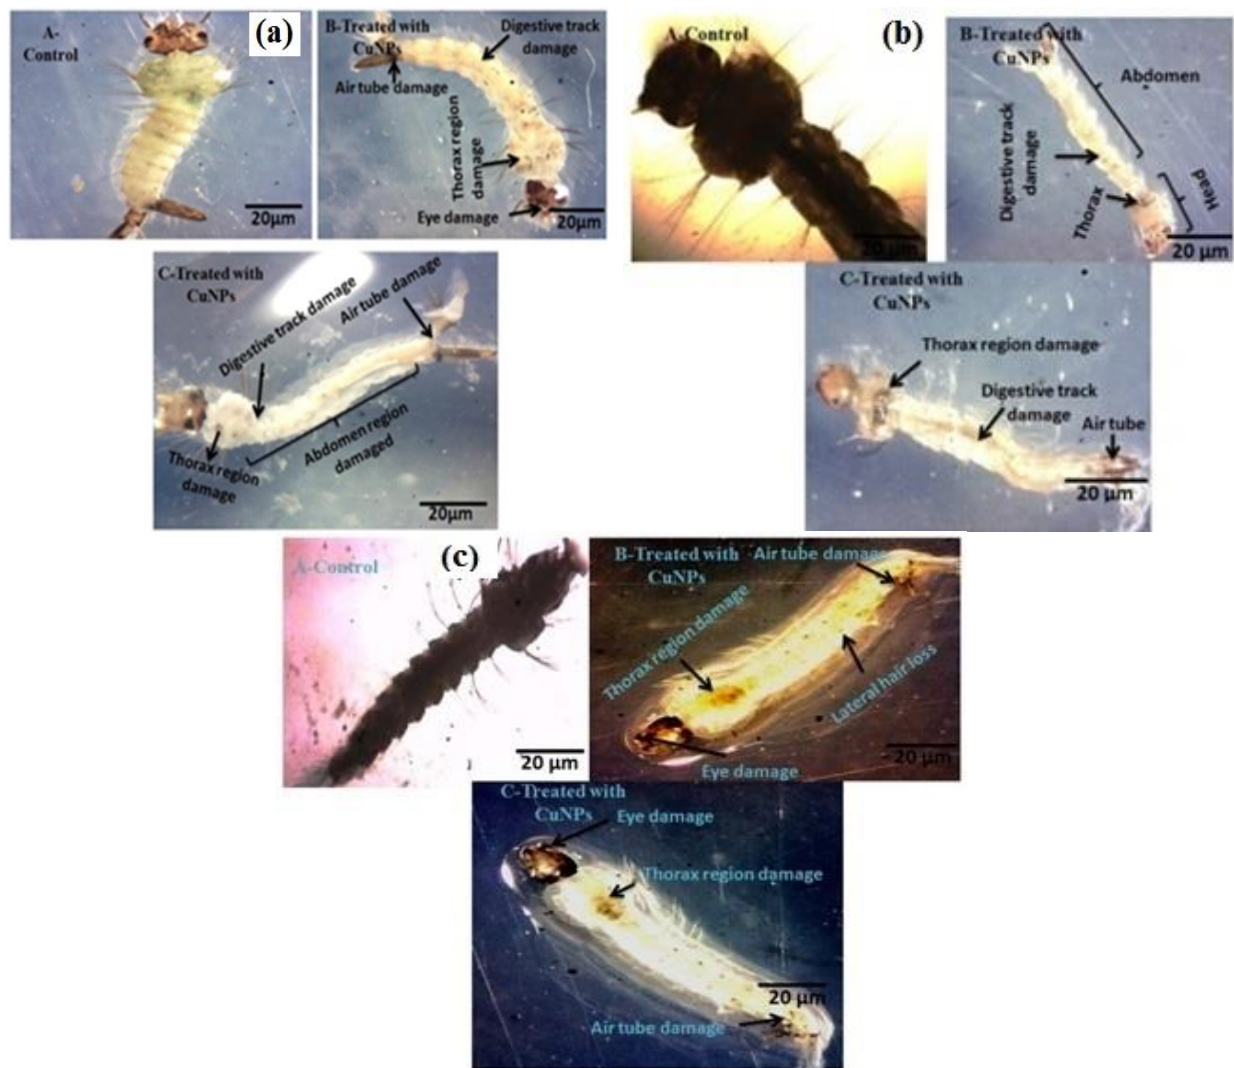 A-
Control
(a)
20µm
B-Treated with
CuNPs
Digestive track
damage
Air tube damage
Thorax region
damage
Eye damage
20µm
C-Treated with
CuNPs
Digestive track damage
Air tube damage
Thorax region
damage
Abdomen region
damaged
20µm
A-Control
(b)
20 µm
B-Treated with
CuNPs
Abdomen
Digestive track
damage
Thorax
Head
20 µm
C-Treated with
CuNPs
Thorax region damage
Digestive track
damage
Air tube
20 µm
A-Control
(c)
20 µm
B-Treated with
CuNPs
Air tube damage
Thorax region damage
Lateral hair loss
Eye damage
20 µm
C-Treated with
CuNPs
Eye damage
Thorax region damage
20 µm
Air tube damage